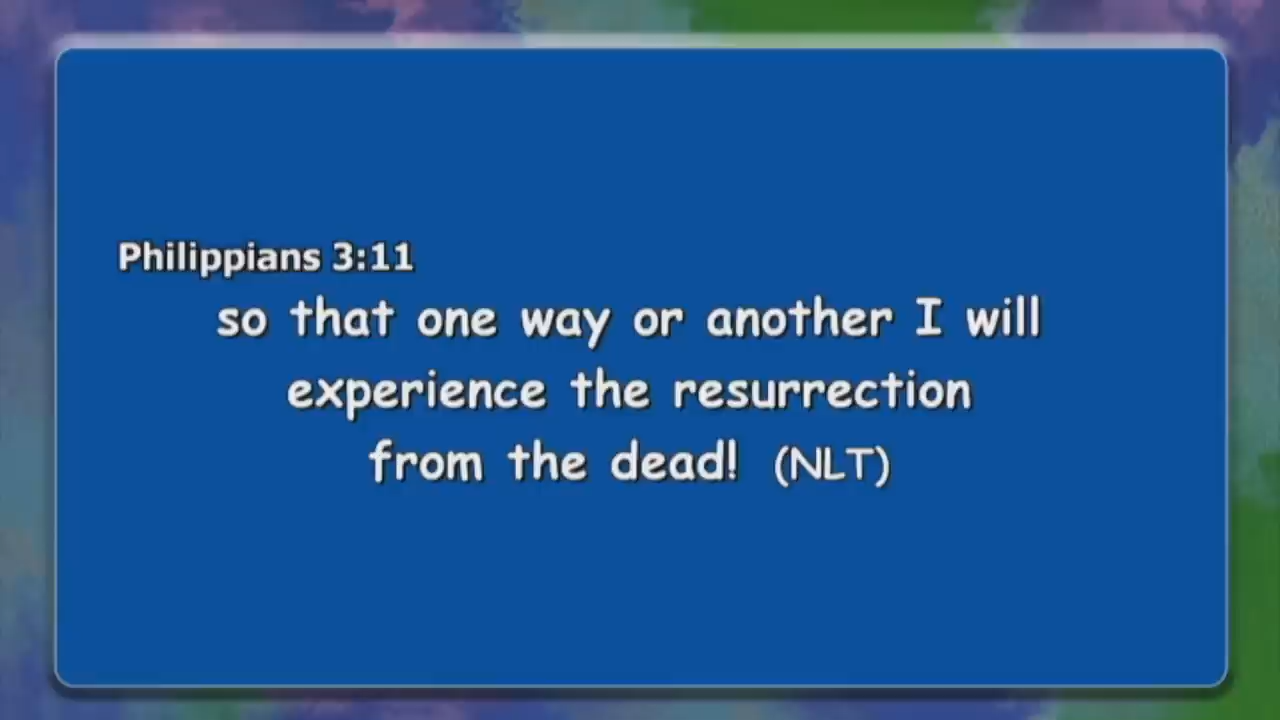 Philippians 3:11
so that one way or another I will
experience the resurrection
from the dead! (NLT)